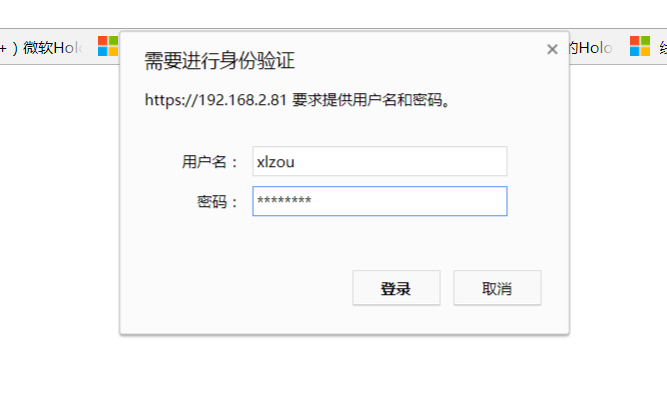 + ) 微软Holo
的Holo
需要进行身份验证
https://192.168.2.81 要求提供用户名和密码。
用户名： xlzou
密码： ********
登录 取消